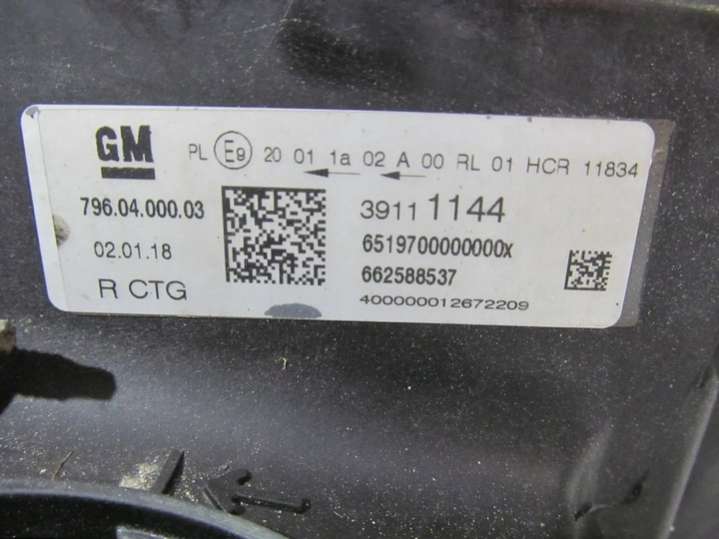 GM
PL E9 20 01 1a 02 A 00 RL 01 HCR 11834
796.04.000.03
39111144
02.01.18
6519700000000X
662588537
R CTG
400000012672209